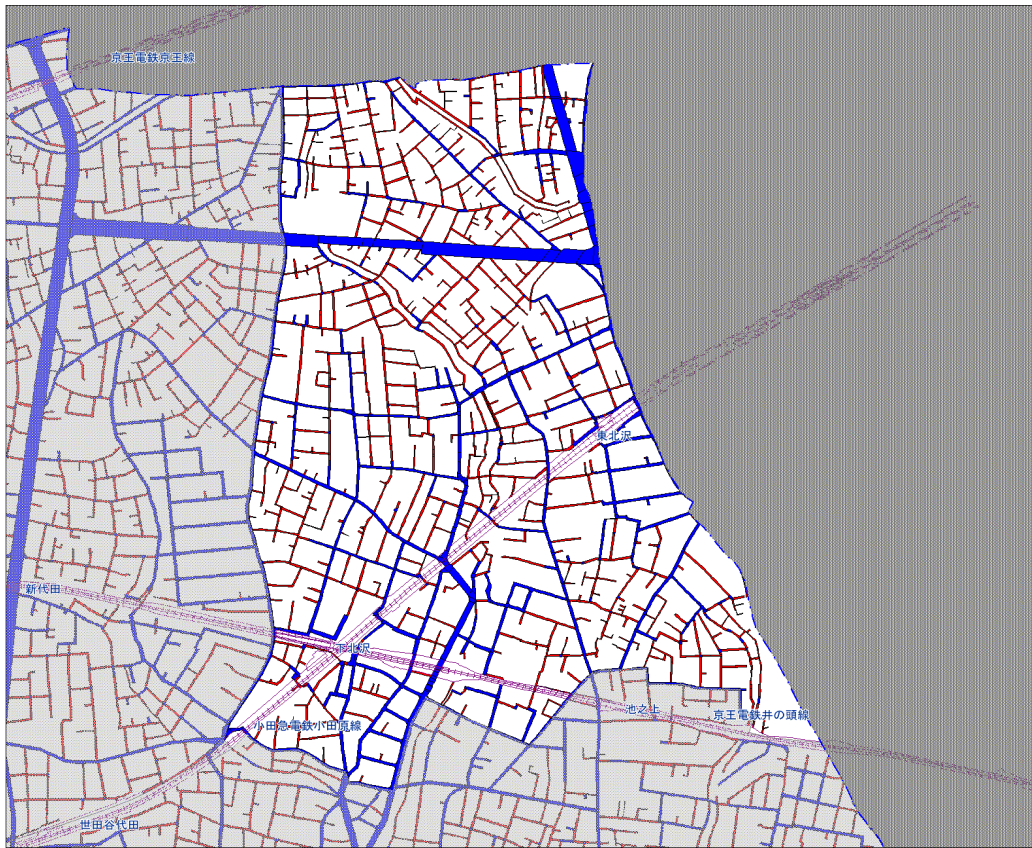 京王電鉄京王線
東北沢
新代田
下北沢
池之上
京王電鉄井の頭線
小田急電鉄小田原線
世田谷代田